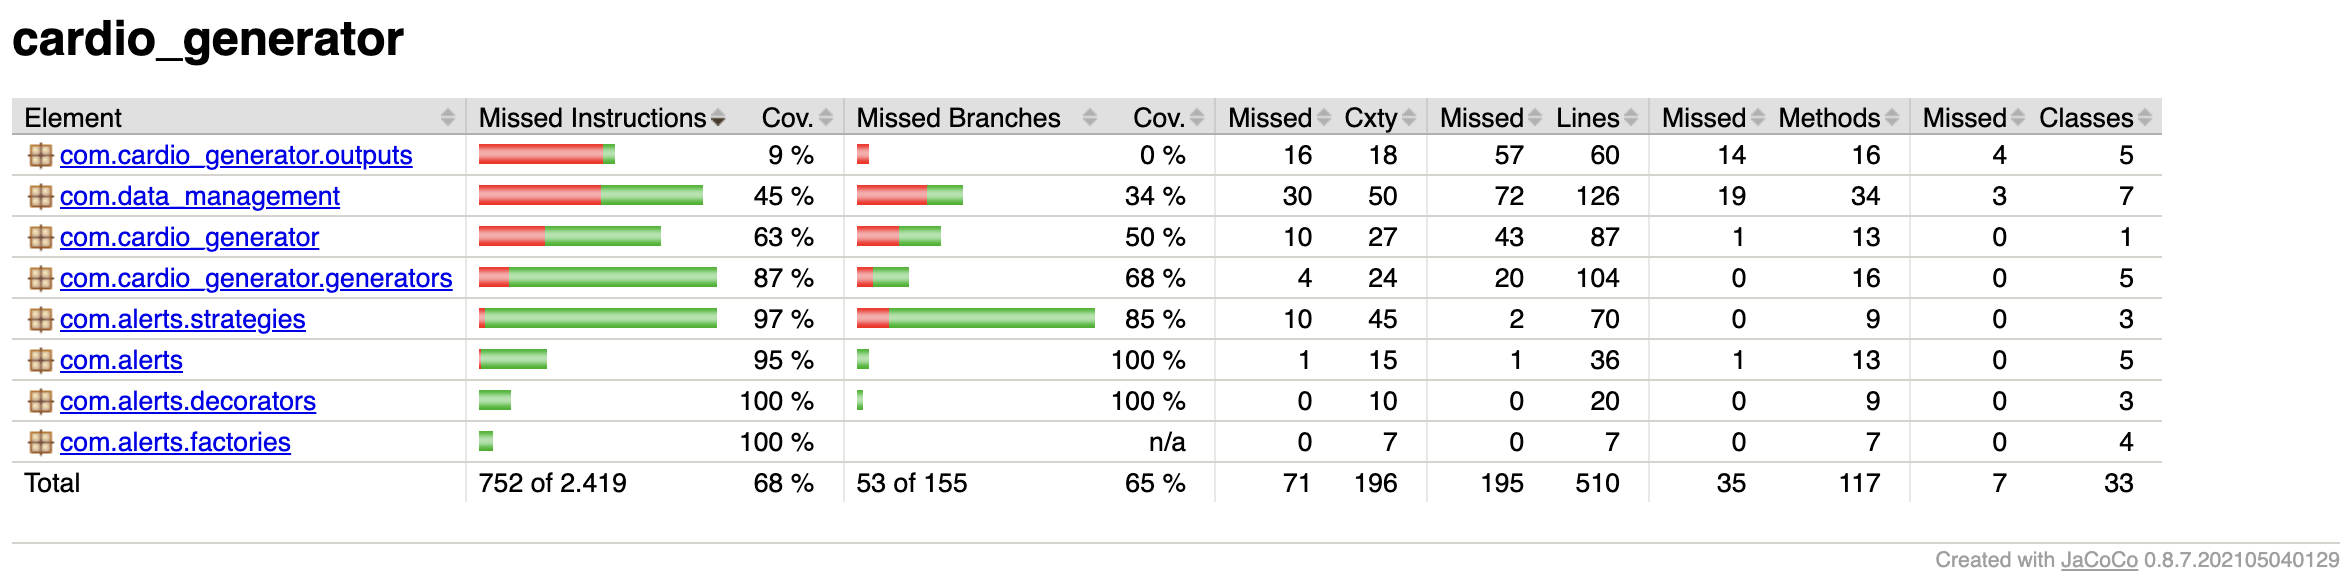 cardio_generator
Element Missed Instructions Cov. Missed Branches Cov. Missed Cxty Missed Lines Missed Methods Missed Classes
com.cardio_generator.outputs 9 % 0 % 16 18 57 60 14 16 4 5
com.data_management 45 % 34 % 30 50 72 126 19 34 3 7
com.cardio_generator 63 % 50 % 10 27 43 87 1 13 0 1
com.cardio_generator.generators 87 % 68 % 4 24 20 104 0 16 0 5
com.alerts.strategies 97 % 85 % 10 45 2 70 0 9 0 3
com.alerts 95 % 100 % 1 15 1 36 1 13 0 5
com.alerts.decorators 100 % 100 % 0 10 0 20 0 9 0 3
com.alerts.factories 100 % n/a 0 7 0 7 0 7 0 4
Total 752 of 2.419 68 % 53 of 155 65 % 71 196 195 510 35 117 7 33
Created with JaCoCo 0.8.7.202105040129